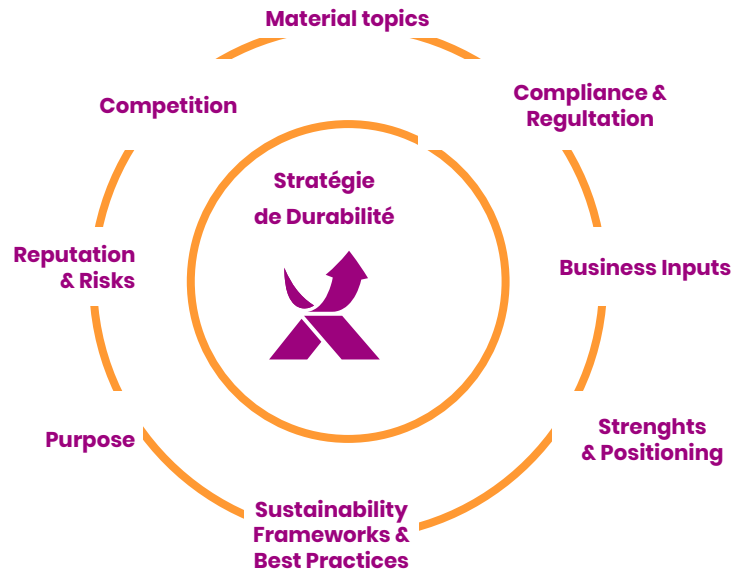 Material topics
Competition
Compliance &
Regultation
Stratégie
de Durabilité
Reputation
& Risks
Business Inputs
Purpose
Strenghts
& Positioning
Sustainability
Frameworks &
Best Practices